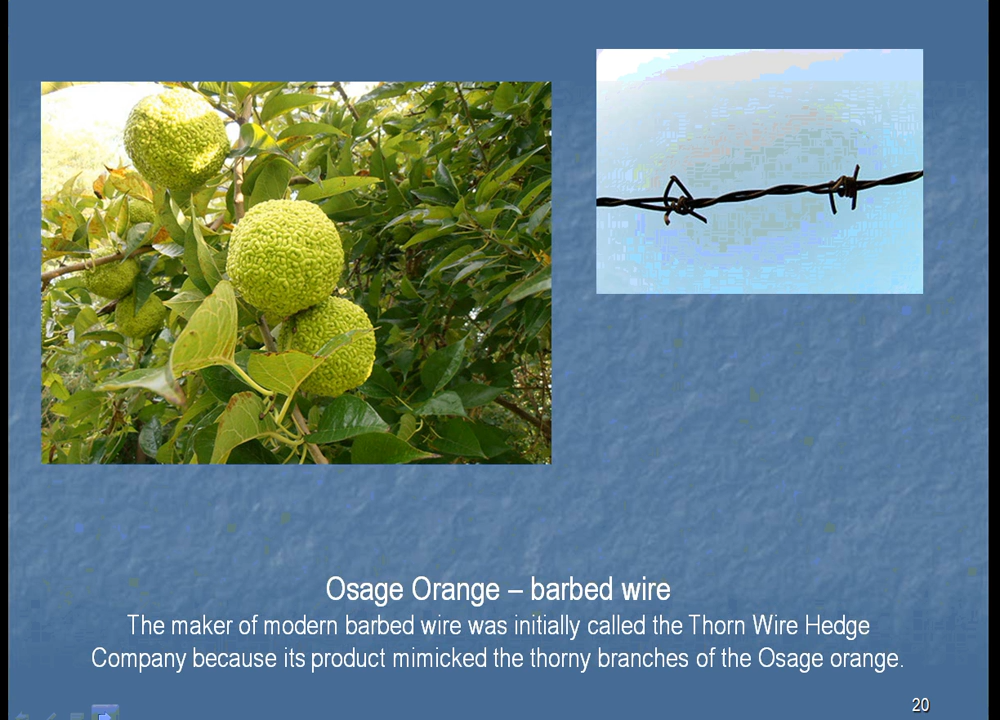 Osage Orange – barbed wire
The maker of modern barbed wire was initially called the Thorn Wire Hedge
Company because its product mimicked the thorny branches of the Osage orange.
20